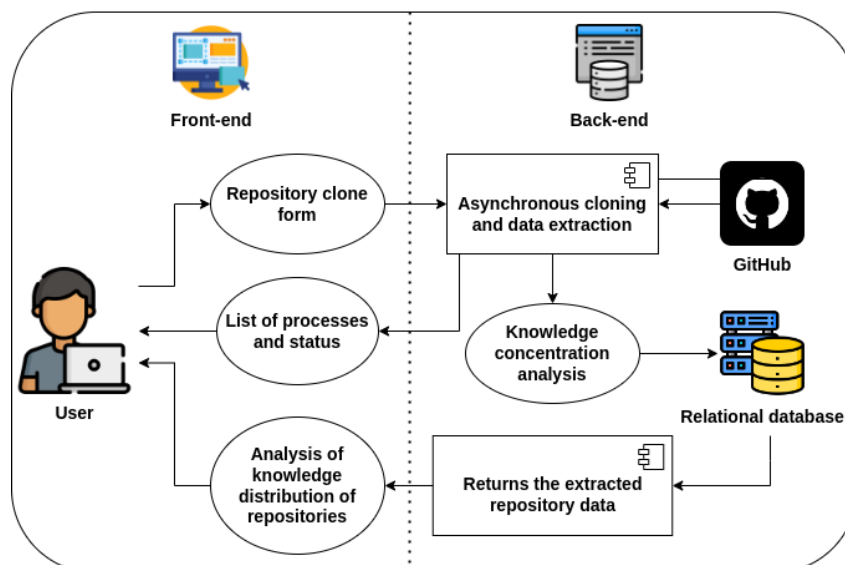 Front-end
Back-end
Repository clone
form
Asynchronous cloning
and data extraction
GitHub
List of processes
and status
Knowledge
concentration
analysis
User
Relational database
Analysis of
knowledge
distribution of
repositories
Returns the extracted
repository data